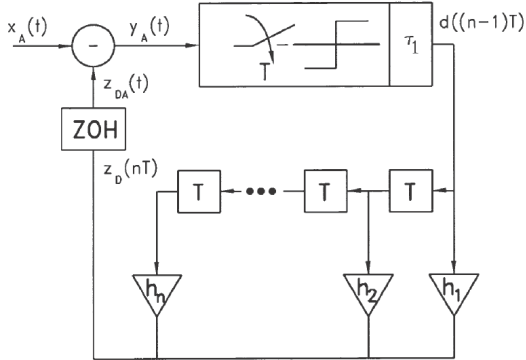 x_A(t)
-
y_A(t)
T
τ_1
d((n-1)T)
z_DA(t)
ZOH
z_D(nT)
T
T
T
h_n
h_2
h_1